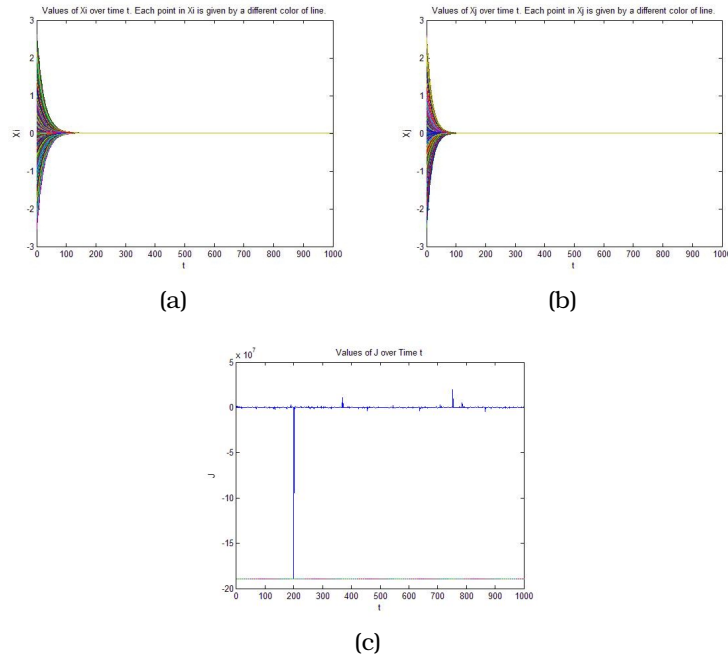 Values of Xi over time t. Each point in Xi is given by a different color of line.
3
2
1
0
-1
-2
-3
Xi
0 100 200 300 400 500 600 700 800 900 1000
t
(a)
Values of Xj over time t. Each point in Xj is given by a different color of line.
3
2
1
0
-1
-2
-3
Xj
0 100 200 300 400 500 600 700 800 900 1000
t
(b)
Values of J over Time t
x 10^7
5
0
-5
-10
-15
-20
J
0 100 200 300 400 500 600 700 800 900 1000
t
(c)